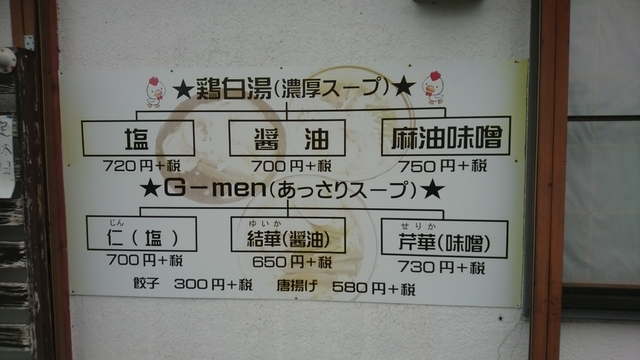 ★鶏白湯(濃厚スープ)★
塩 醤油 麻油味噌
720円+税 700円+税 750円+税
★G-men(あっさりスープ)★
じん ゆいか せりか
仁(塩) 結華(醤油) 芹華(味噌)
700円+税 650円+税 730円+税
餃子 300円+税 唐揚げ 580円+税